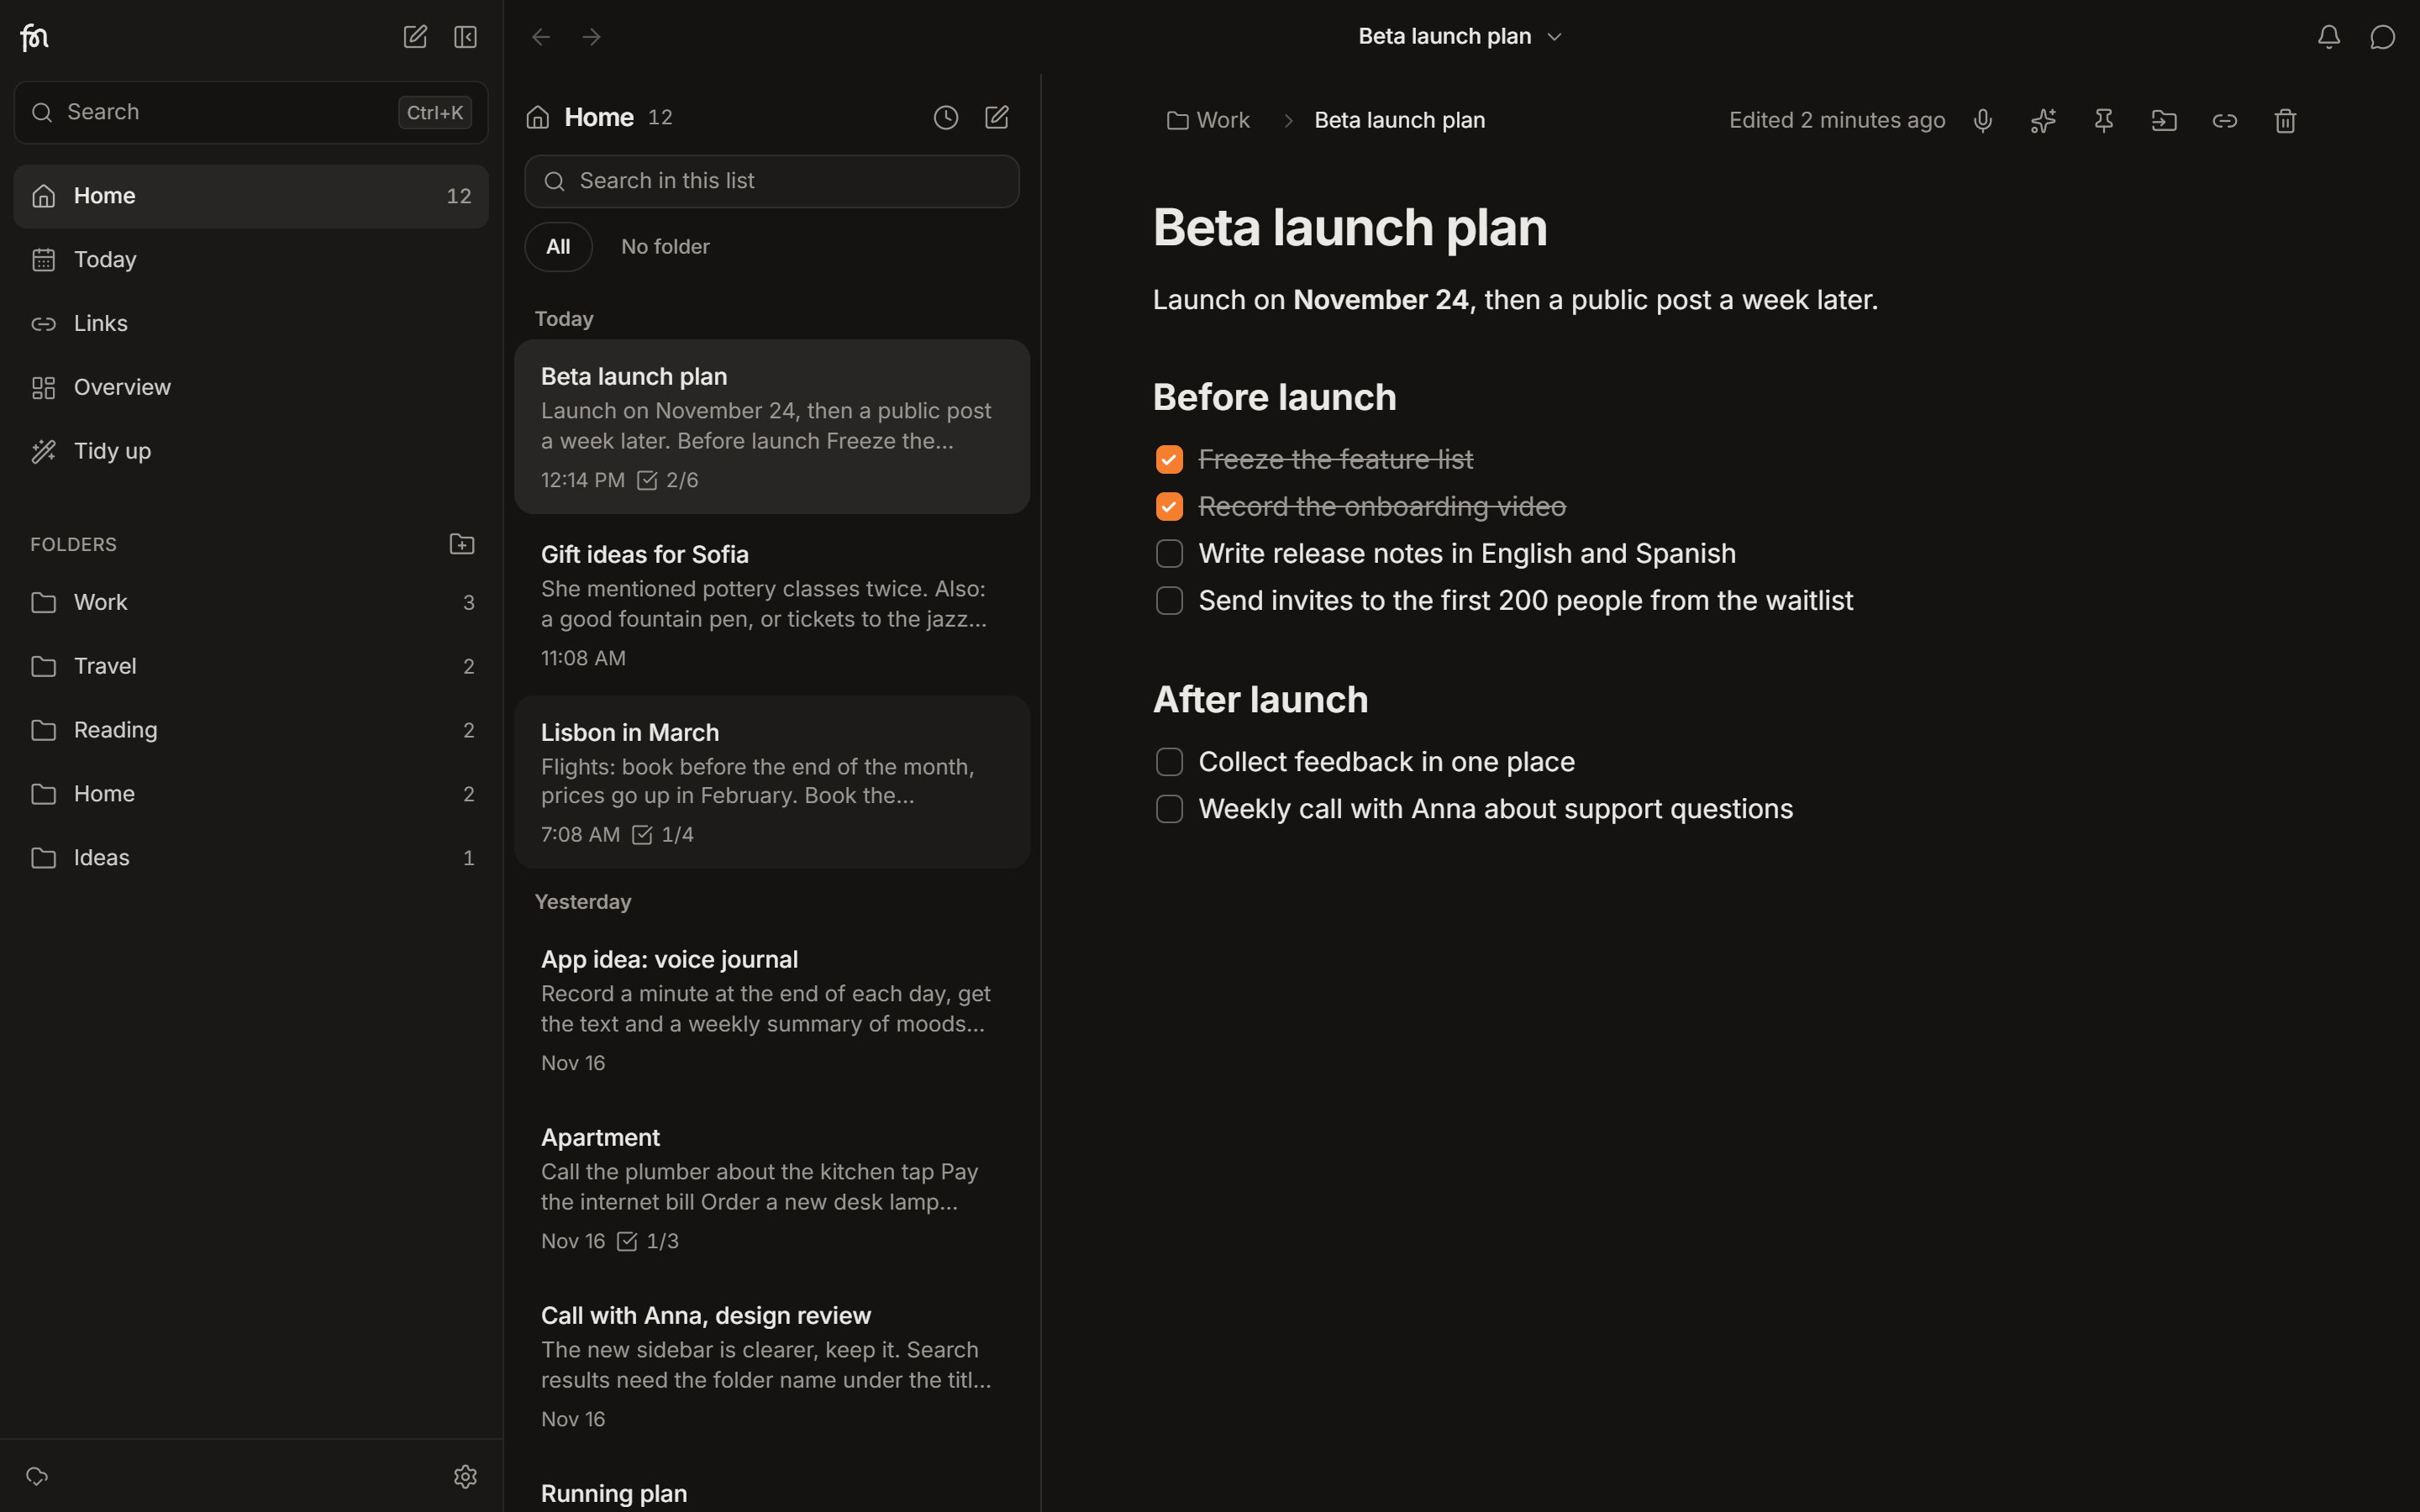 Search
Ctrl+K
Home 12
Today
Links
Overview
Tidy up
FOLDERS
Work 3
Travel 2
Reading 2
Home 2
Ideas 1
Beta launch plan
Home 12
Search in this list
All
No folder
Today
Beta launch plan
Launch on November 24, then a public post
a week later. Before launch Freeze the...
12:14 PM 2/6
Gift ideas for Sofia
She mentioned pottery classes twice. Also:
a good fountain pen, or tickets to the jazz...
11:08 AM
Lisbon in March
Flights: book before the end of the month,
prices go up in February. Book the...
7:08 AM 1/4
Yesterday
App idea: voice journal
Record a minute at the end of each day, get
the text and a weekly summary of moods...
Nov 16
Apartment
Call the plumber about the kitchen tap Pay
the internet bill Order a new desk lamp...
Nov 16 1/3
Call with Anna, design review
The new sidebar is clearer, keep it. Search
results need the folder name under the titl...
Nov 16
Running plan
Work
Beta launch plan
Edited 2 minutes ago
Beta launch plan
Launch on November 24, then a public post a week later.
Before launch
Freeze the feature list
Record the onboarding video
Write release notes in English and Spanish
Send invites to the first 200 people from the waitlist
After launch
Collect feedback in one place
Weekly call with Anna about support questions